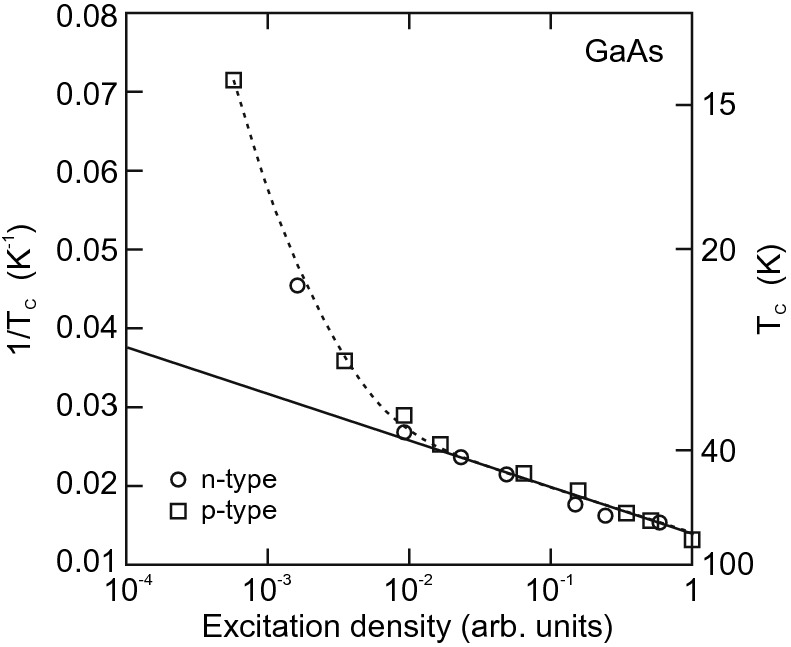 GaAs
0.08
0.07
0.06
0.05
0.04
0.03
0.02
0.01
1/T_C (K^-1)
15
20
40
100
T_C (K)
n-type
p-type
10^-4 10^-3 10^-2 10^-1 1
Excitation density (arb. units)